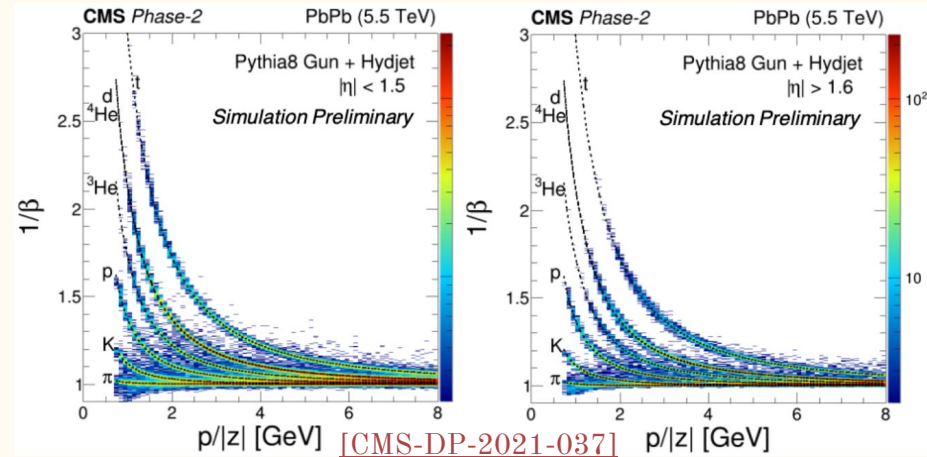 CMS Phase-2 PbPb (5.5 TeV)
Pythia8 Gun + Hydjet
|η| < 1.5
Simulation Preliminary
t
d
⁴He
³He
p
K
π
1/β
3
2.5
2
1.5
1
0 2 4 6 8
p/|z| [GeV]
CMS Phase-2 PbPb (5.5 TeV)
Pythia8 Gun + Hydjet
|η| > 1.6
Simulation Preliminary
t
d
⁴He
³He
p
K
π
1/β
3
2.5
2
1.5
1
0 2 4 6 8
p/|z| [GeV]
10²
10
[CMS-DP-2021-037]